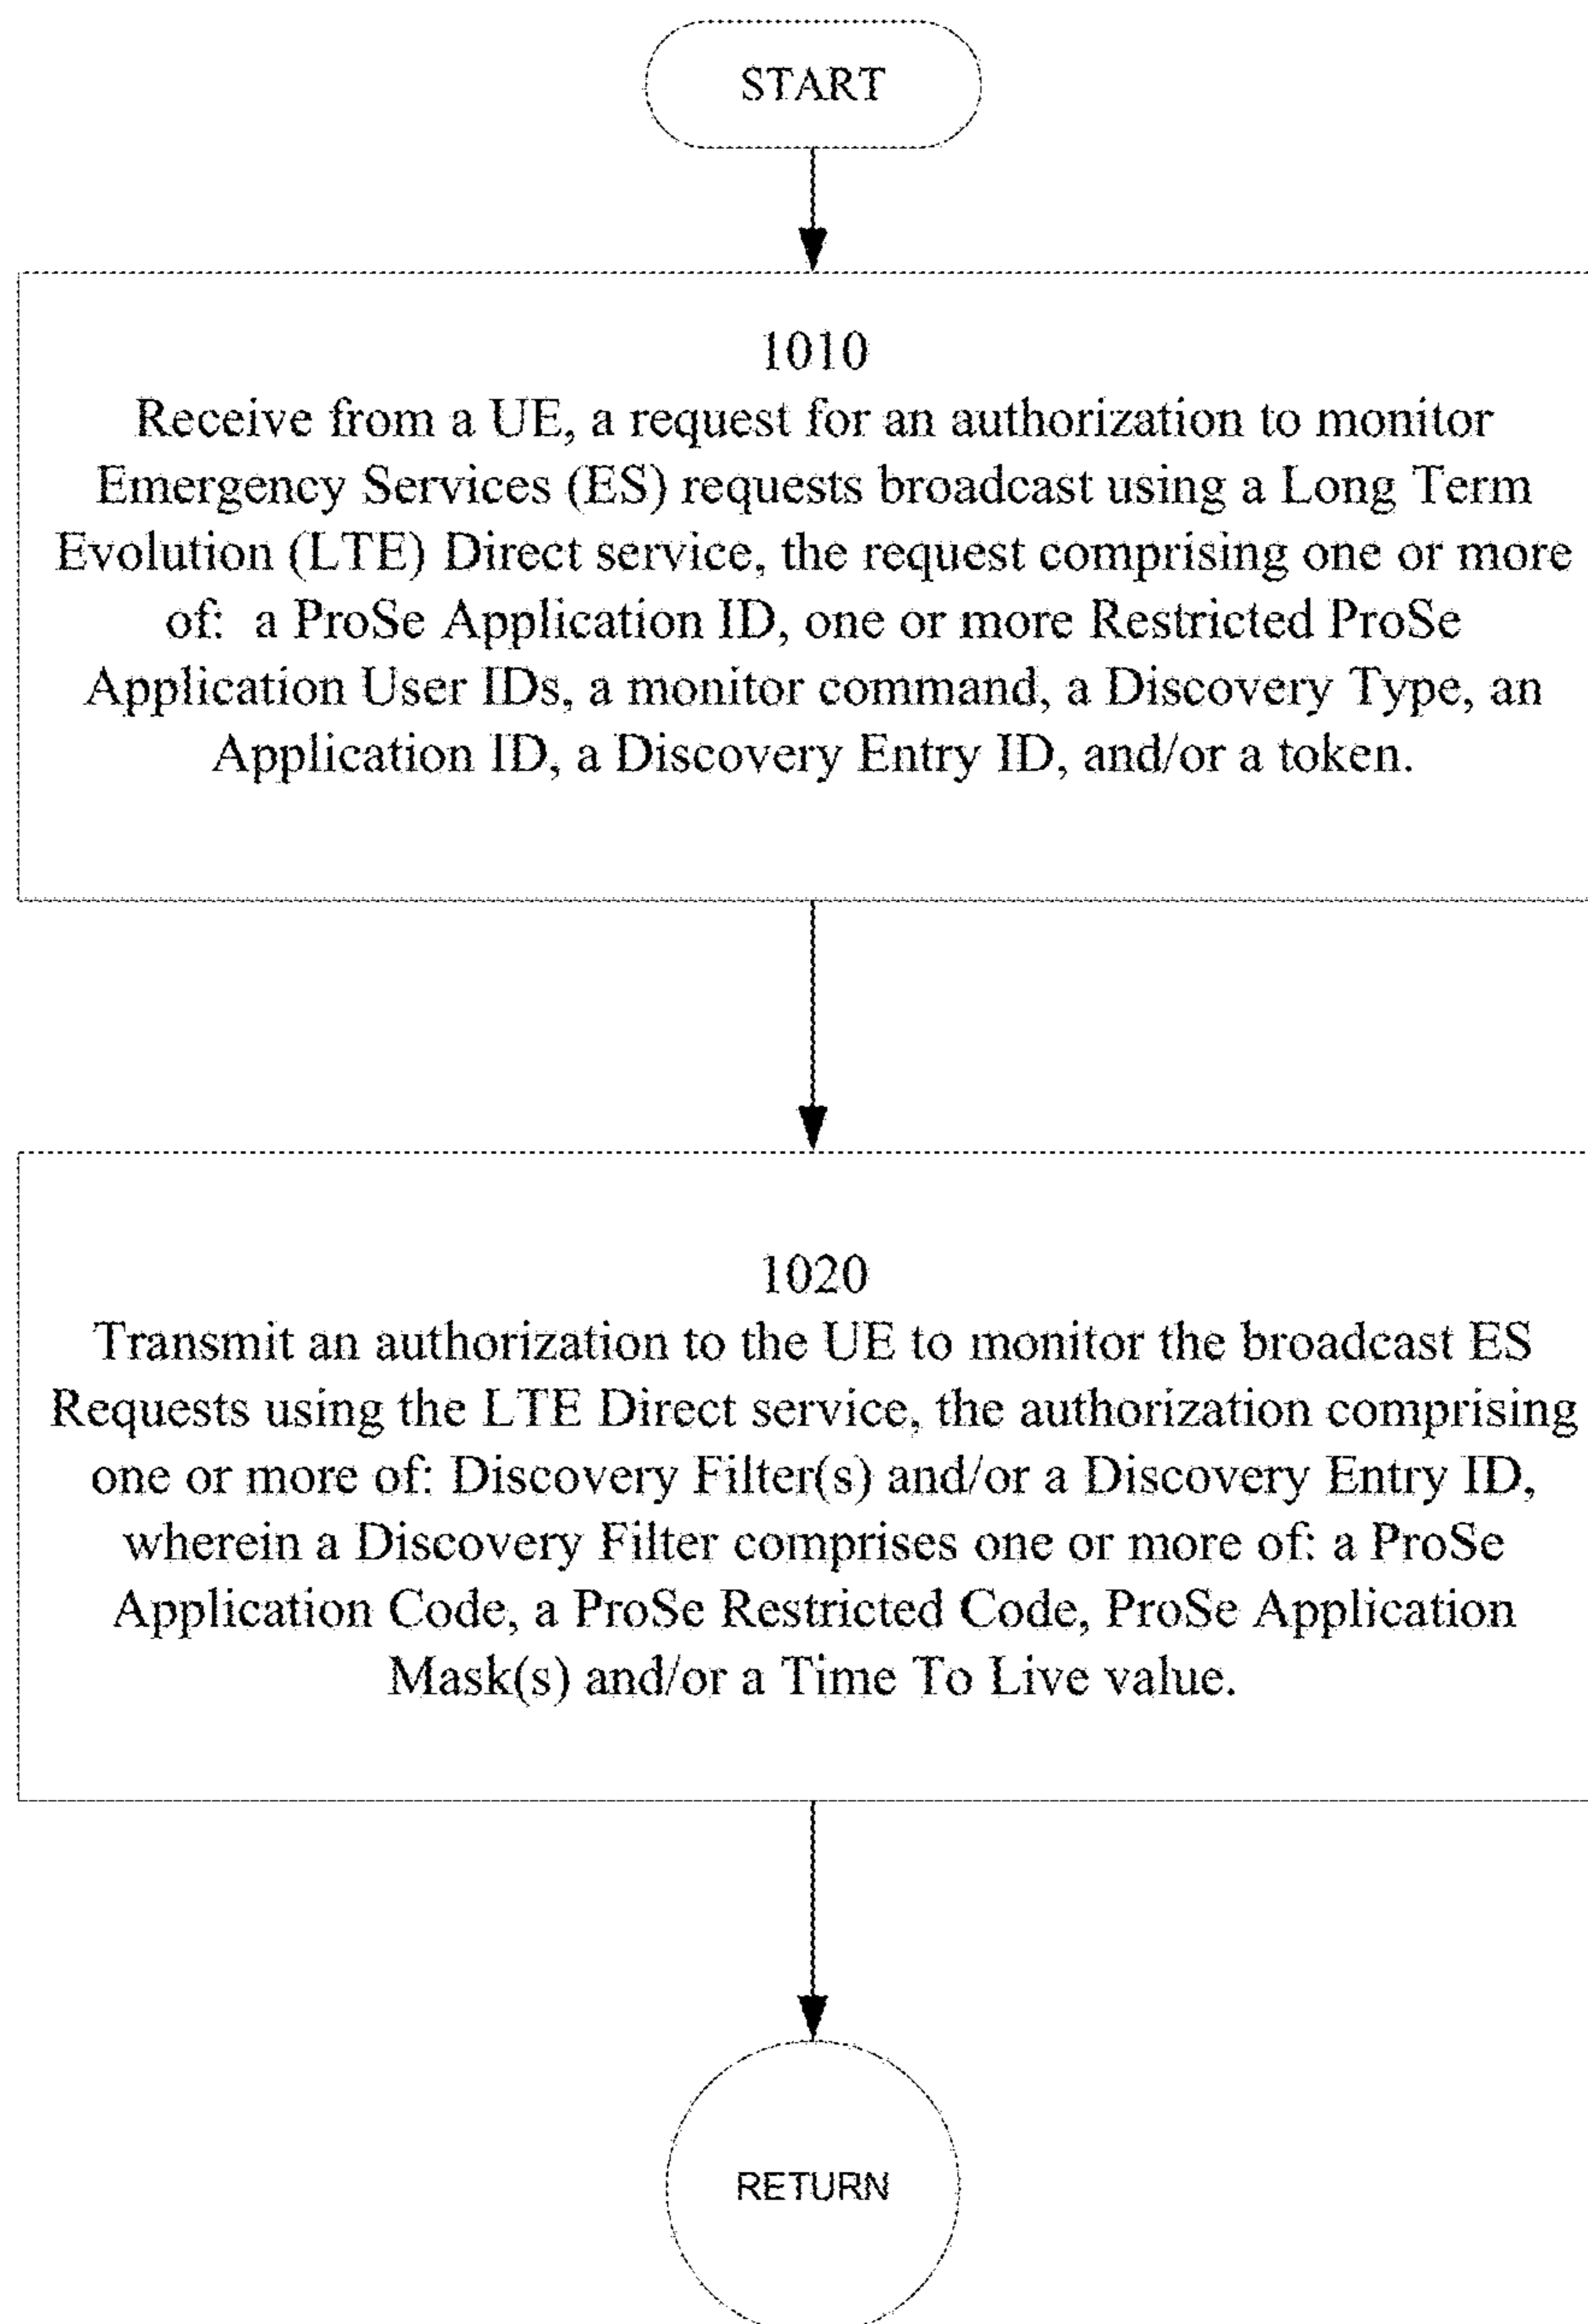 START
1010
Receive from a UE, a request for an authorization to monitor
Emergency Services (ES) requests broadcast using a Long Term
Evolution (LTE) Direct service, the request comprising one or more
of: a ProSe Application ID, one or more Restricted ProSe
Application User IDs, a monitor command, a Discovery Type, an
Application ID, a Discovery Entry ID, and/or a token.
1020
Transmit an authorization to the UE to monitor the broadcast ES
Requests using the LTE Direct service, the authorization comprising
one or more of: Discovery Filter(s) and/or a Discovery Entry ID,
wherein a Discovery Filter comprises one or more of: a ProSe
Application Code, a ProSe Restricted Code, ProSe Application
Mask(s) and/or a Time To Live value.
RETURN